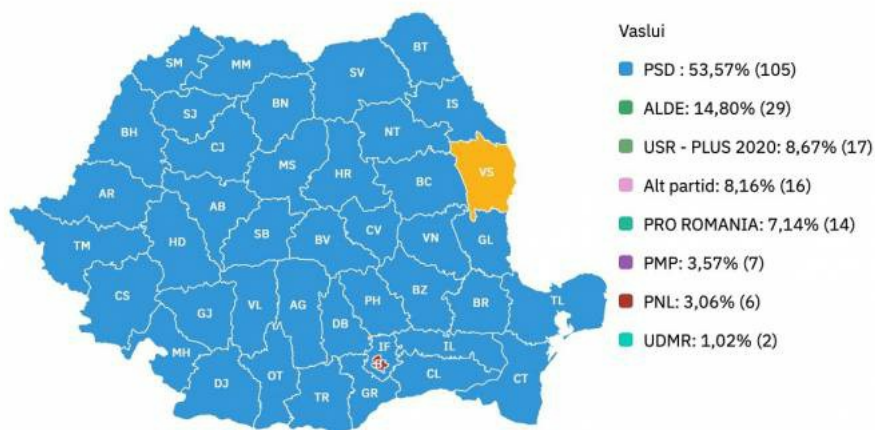 Vaslui
PSD : 53,57% (105)
ALDE: 14,80% (29)
USR - PLUS 2020: 8,67% (17)
Alt partid: 8,16% (16)
PRO ROMANIA: 7,14% (14)
PMP: 3,57% (7)
PNL: 3,06% (6)
UDMR: 1,02% (2)
BT
SM
MM
SV
BN
IS
SJ
BH
NT
CJ
MS
HR
VS
BC
AR
AB
CV
SB
BV
VN
GL
TM
HD
CS
BZ
BR
TL
PH
GJ
VL
AG
DB
IF
IL
MH
B
CL
CT
DJ
OT
TR
GR